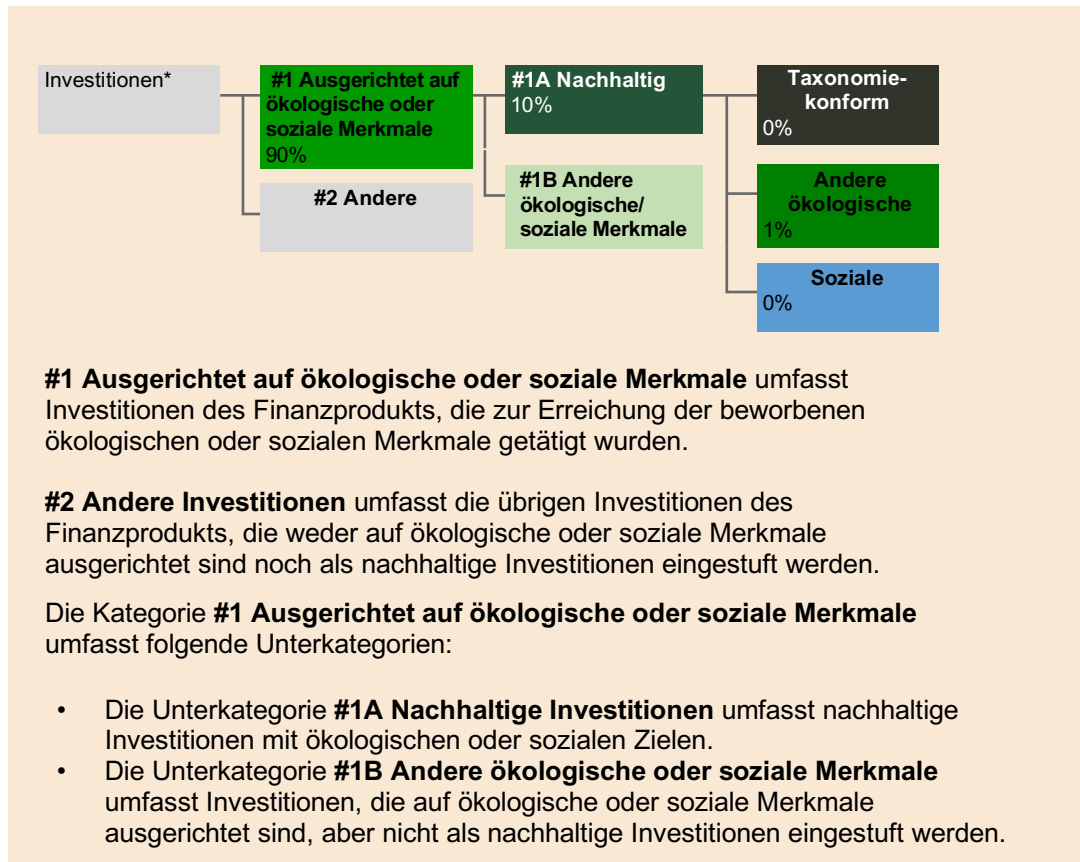 Investitionen*
#1 Ausgerichtet auf
ökologische oder
soziale Merkmale
90%
#2 Andere
#1A Nachhaltig
10%
#1B Andere
ökologische/
soziale Merkmale
Taxonomie-
konform
0%
Andere
ökologische
1%
Soziale
0%
#1 Ausgerichtet auf ökologische oder soziale Merkmale umfasst
Investitionen des Finanzprodukts, die zur Erreichung der beworbenen
ökologischen oder sozialen Merkmale getätigt wurden.
#2 Andere Investitionen umfasst die übrigen Investitionen des
Finanzprodukts, die weder auf ökologische oder soziale Merkmale
ausgerichtet sind noch als nachhaltige Investitionen eingestuft werden.
Die Kategorie #1 Ausgerichtet auf ökologische oder soziale Merkmale
umfasst folgende Unterkategorien:
• Die Unterkategorie #1A Nachhaltige Investitionen umfasst nachhaltige
Investitionen mit ökologischen oder sozialen Zielen.
• Die Unterkategorie #1B Andere ökologische oder soziale Merkmale
umfasst Investitionen, die auf ökologische oder soziale Merkmale
ausgerichtet sind, aber nicht als nachhaltige Investitionen eingestuft werden.